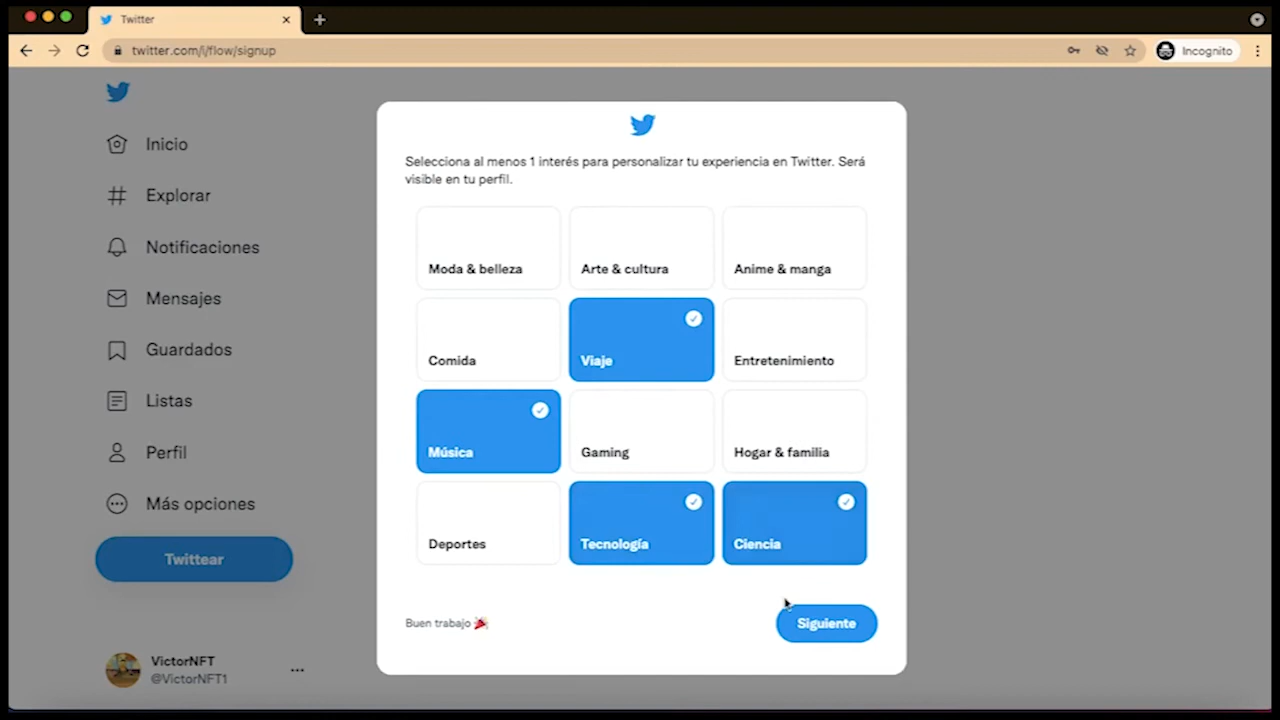 Twitter
twitter.com/i/flow/signup
Incognito
Inicio
Explorar
Notificaciones
Mensajes
Guardados
Listas
Perfil
Más opciones
Twittear
VictorNFT
@VictorNFT1
Selecciona al menos 1 interés para personalizar tu experiencia en Twitter. Será
visible en tu perfil.
Moda & belleza
Arte & cultura
Anime & manga
Comida
Viaje
Entretenimiento
Música
Gaming
Hogar & familia
Deportes
Tecnología
Ciencia
Buen trabajo 🎉
Siguiente